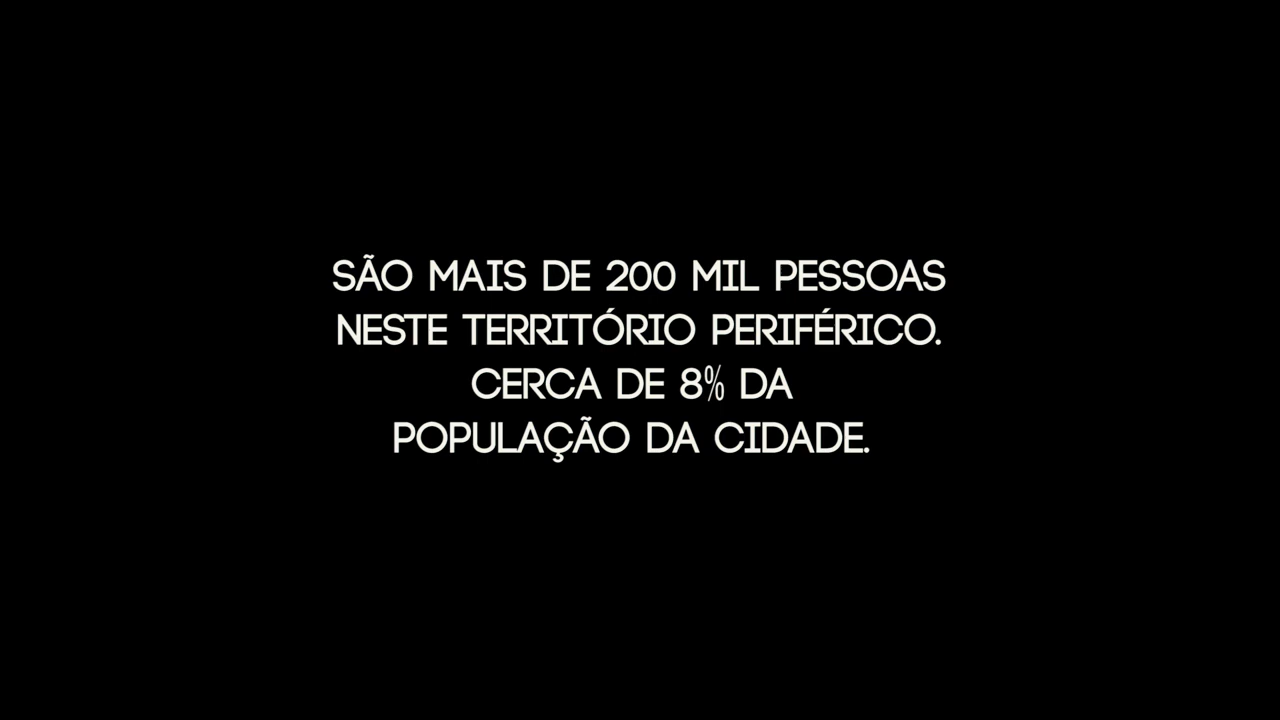 SÃO MAIS DE 200 MIL PESSOAS
NESTE TERRITÓRIO PERIFÉRICO.
CERCA DE 8% DA
POPULAÇÃO DA CIDADE.